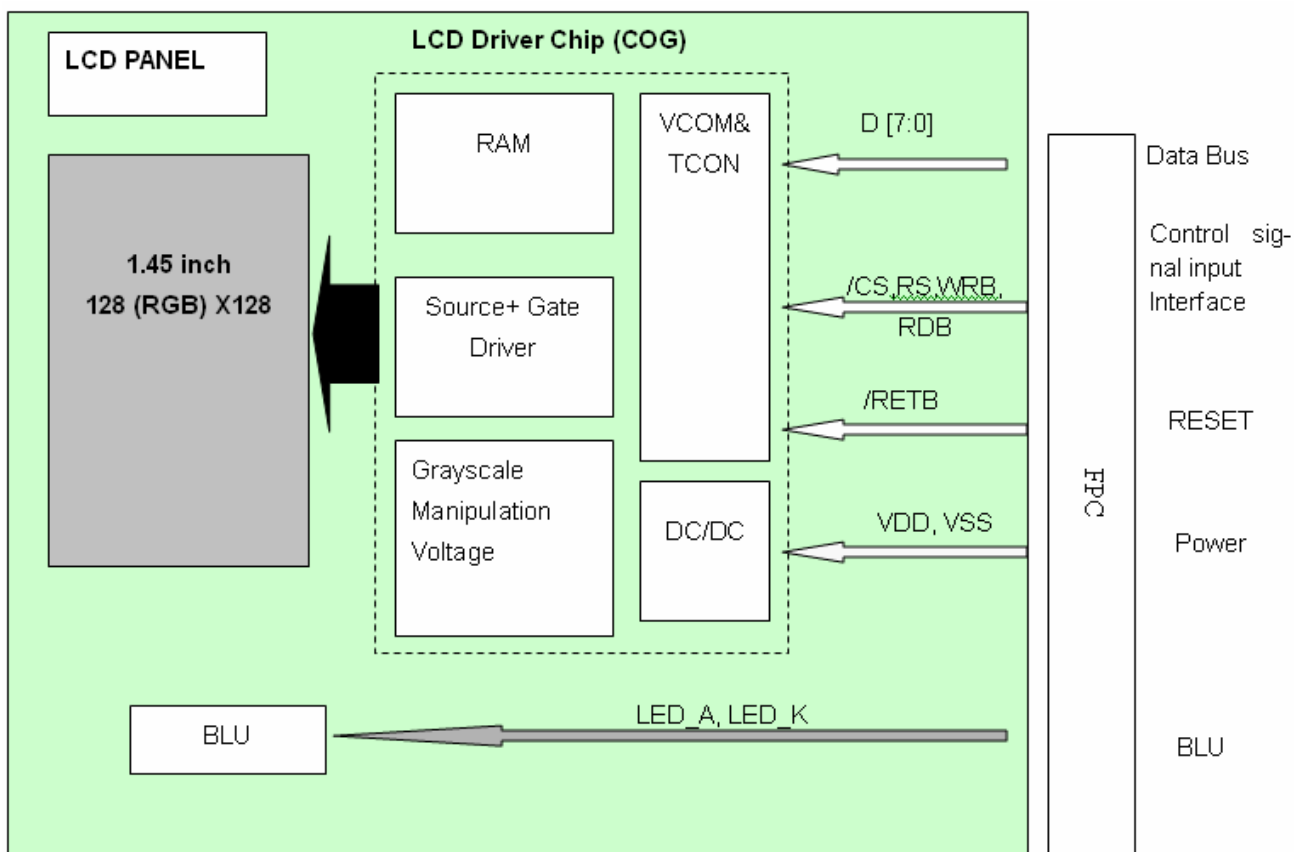 LCD Driver Chip (COG)
LCD PANEL
RAM
VCOM&
TCON
D [7:0]
Data Bus
1.45 inch
128 (RGB) X128
Source+ Gate
Driver
/CS,RS,WRB,
RDB
Control sig-
nal input
Interface
/RETB
RESET
Grayscale
Manipulation
Voltage
DC/DC
VDD, VSS
Power
FPC
BLU
LED_A, LED_K
BLU